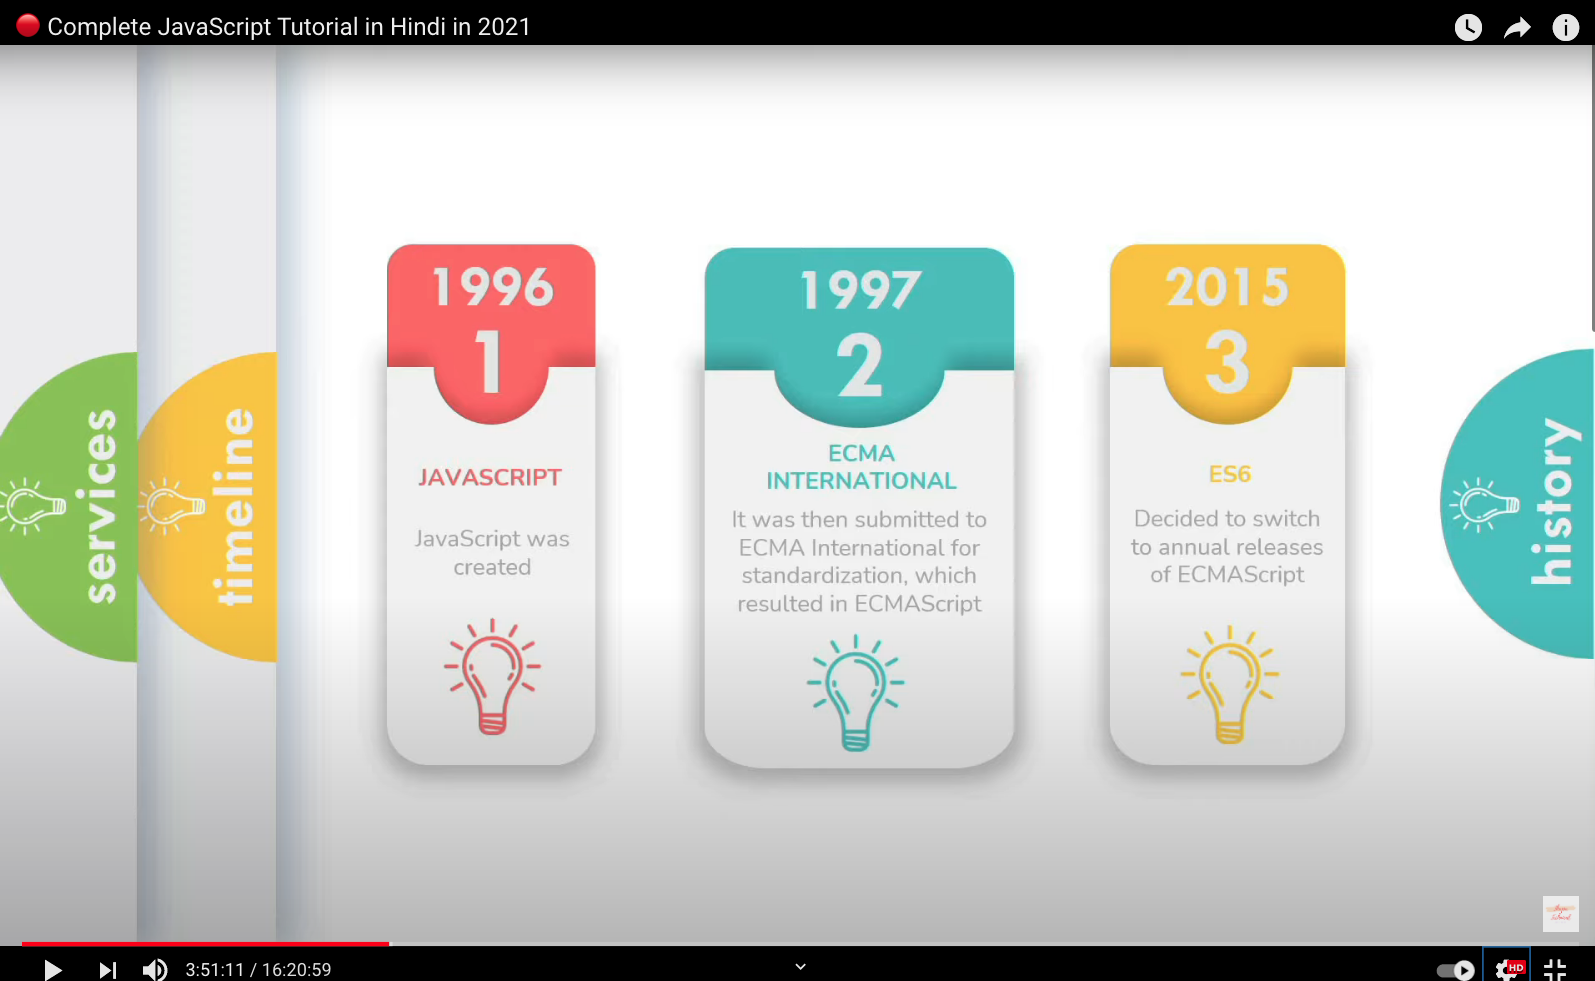 Complete JavaScript Tutorial in Hindi in 2021
services
timeline
1996
1
JAVASCRIPT
JavaScript was
created
1997
2
ECMA
INTERNATIONAL
It was then submitted to
ECMA International for
standardization, which
resulted in ECMAScript
2015
3
ES6
Decided to switch
to annual releases
of ECMAScript
history
3:51:11 / 16:20:59
HD